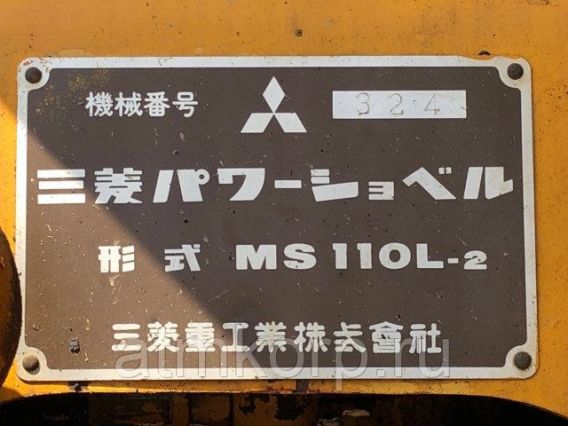 機械番号 324
三菱パワーショベル
形式 MS110L-2
三菱重工業株式會社
atmkorp.ru